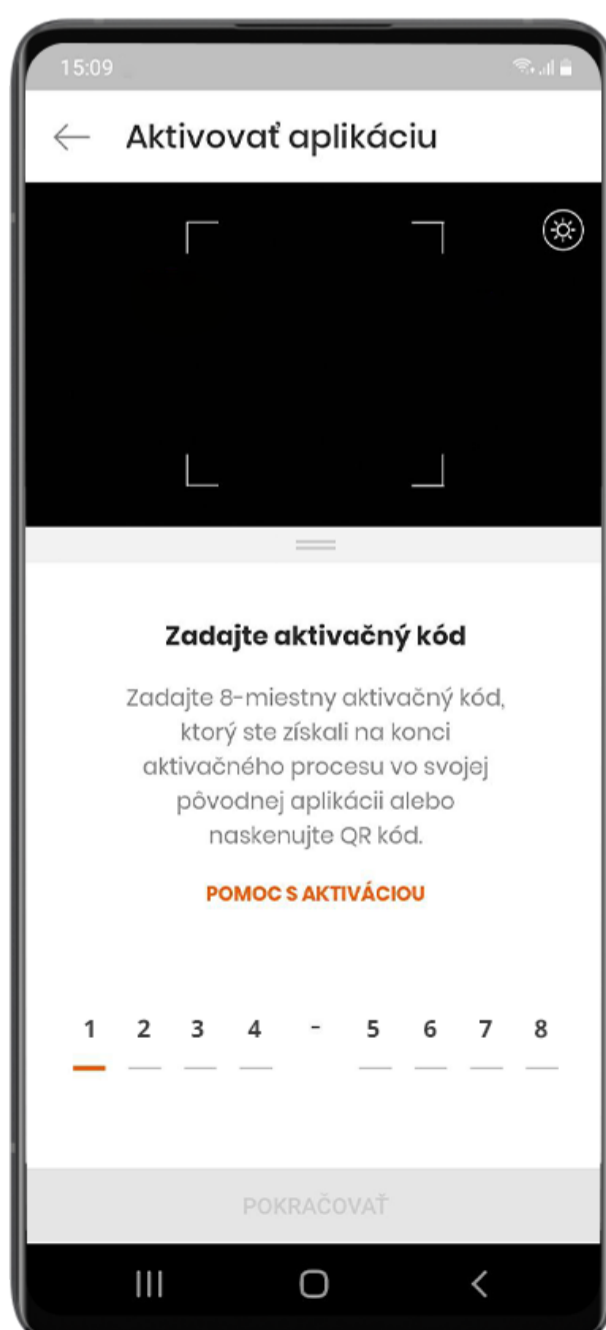 15:09
Aktivovať aplikáciu
Zadajte aktivačný kód
Zadajte 8-miestny aktivačný kód,
ktorý ste získali na konci
aktivačného procesu vo svojej
pôvodnej aplikácii alebo
naskenujte QR kód.
POMOC S AKTIVÁCIOU
1 2 3 4 - 5 6 7 8
POKRAČOVAŤ